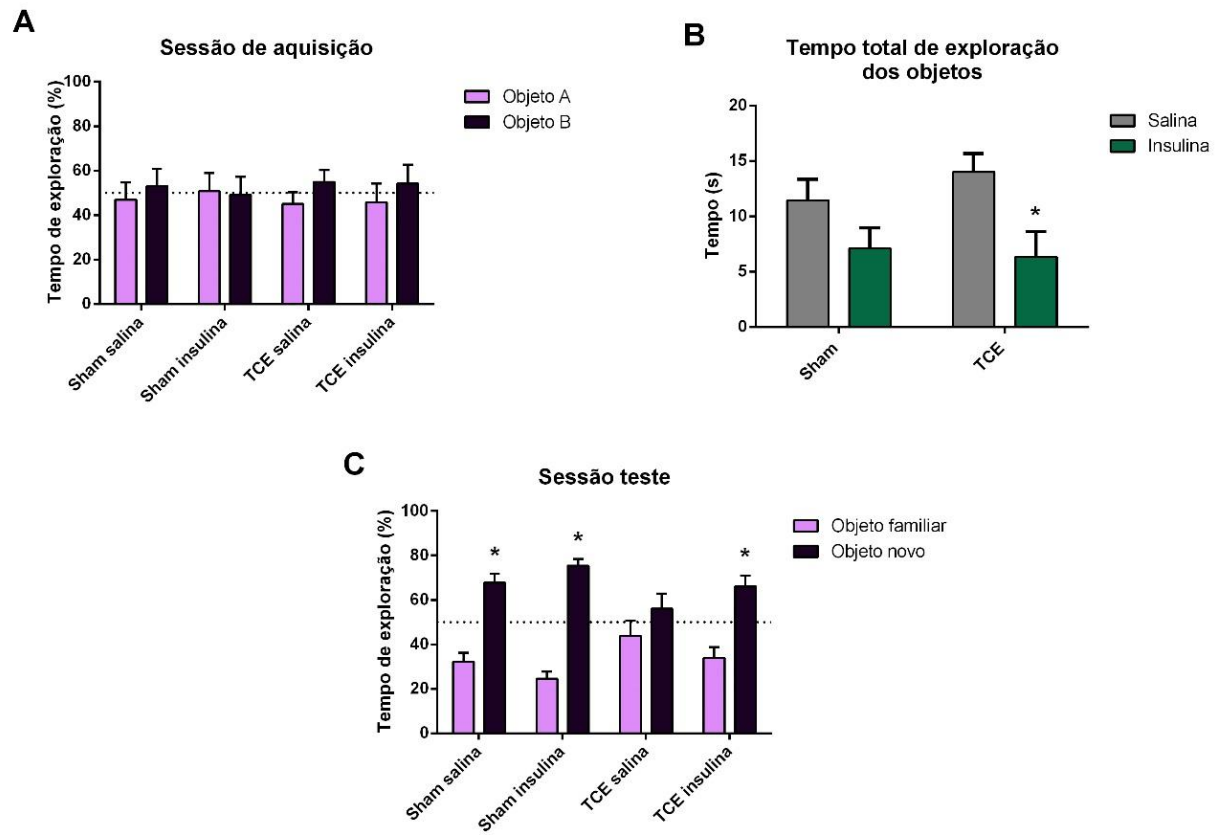 A
Sessão de aquisição
Tempo de exploração (%)
100
80
60
40
20
0
Sham salina
Sham insulina
TCE salina
TCE insulina
Objeto A
Objeto B
B
Tempo total de exploração
dos objetos
Tempo (s)
20
15
10
5
0
*
Sham
TCE
Salina
Insulina
C
Sessão teste
Tempo de exploração (%)
100
80
60
40
20
0
*
*
*
Sham salina
Sham insulina
TCE salina
TCE insulina
Objeto familiar
Objeto novo